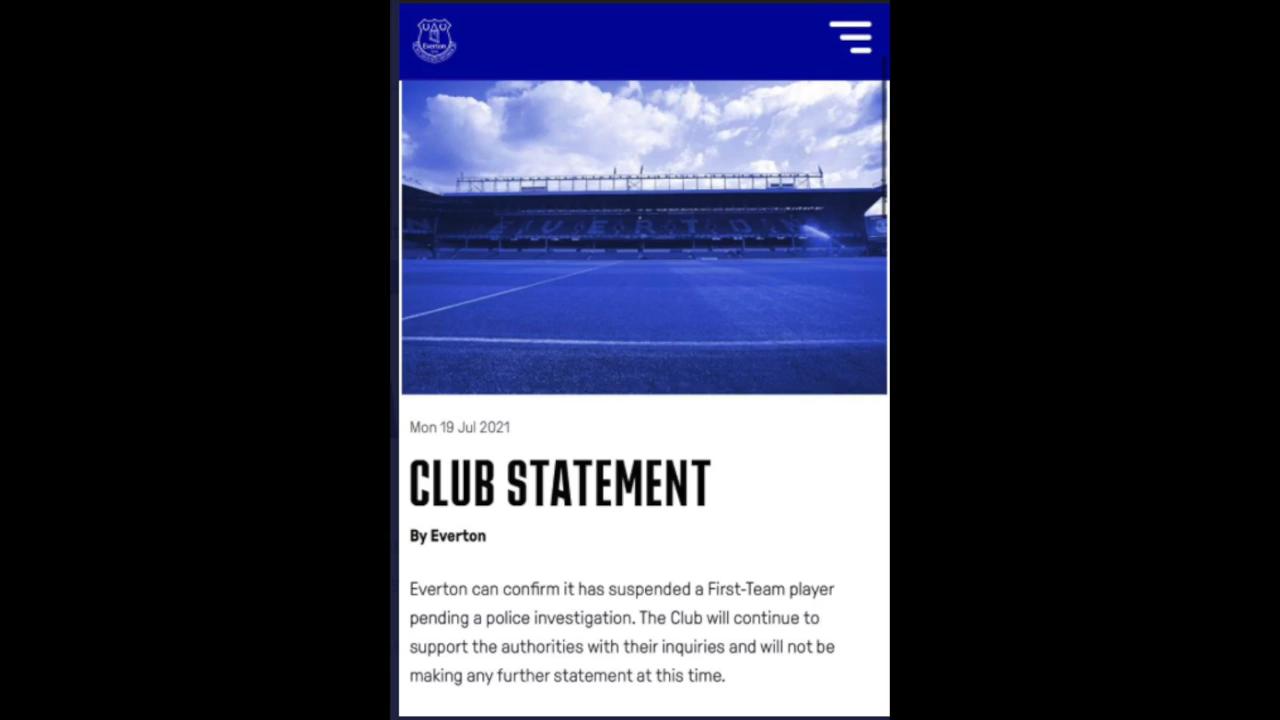 Everton
EVERTON
Mon 19 Jul 2021
CLUB STATEMENT
By Everton
Everton can confirm it has suspended a First-Team player
pending a police investigation. The Club will continue to
support the authorities with their inquiries and will not be
making any further statement at this time.